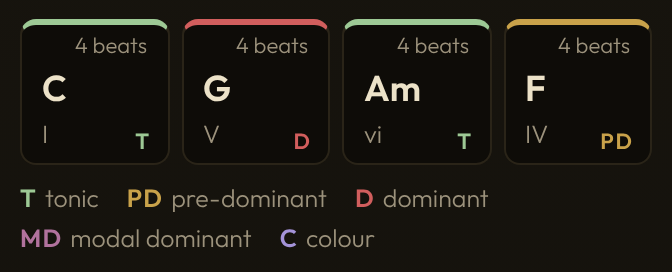 4 beats 4 beats 4 beats 4 beats
C G Am F
I V vi IV
T D T PD
T tonic PD pre-dominant D dominant
MD modal dominant C colour